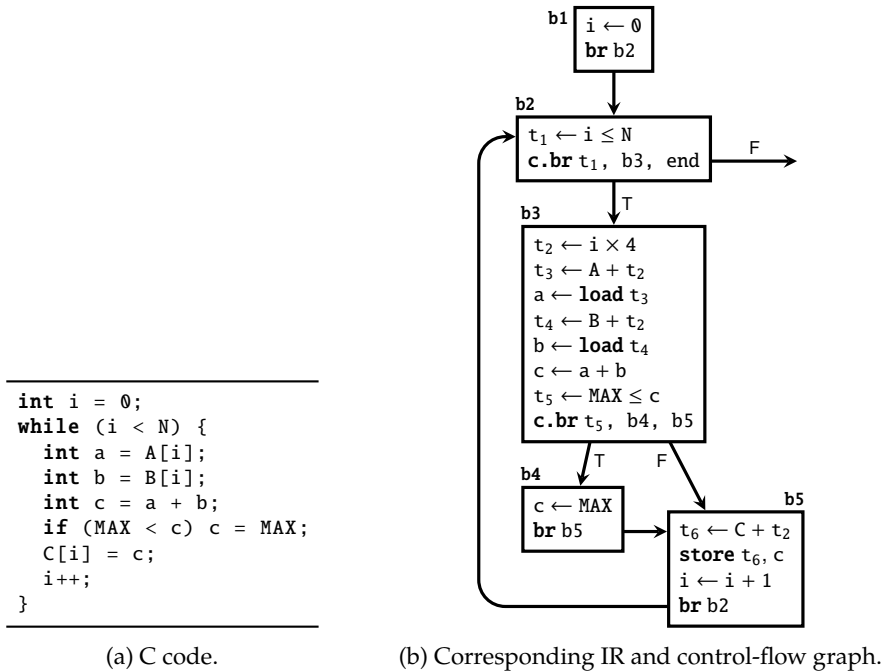 int i = 0;
while (i < N) {
int a = A[i];
int b = B[i];
int c = a + b;
if (MAX < c) c = MAX;
C[i] = c;
i++;
}
(a) C code.
b1
i ← 0
br b2
b2
t₁ ← i ≤ N
c.br t₁, b3, end
F
T
b3
t₂ ← i × 4
t₃ ← A + t₂
a ← load t₃
t₄ ← B + t₂
b ← load t₄
c ← a + b
t₅ ← MAX ≤ c
c.br t₅, b4, b5
T
F
b4
c ← MAX
br b5
b5
t₆ ← C + t₂
store t₆, c
i ← i + 1
br b2
(b) Corresponding IR and control-flow graph.